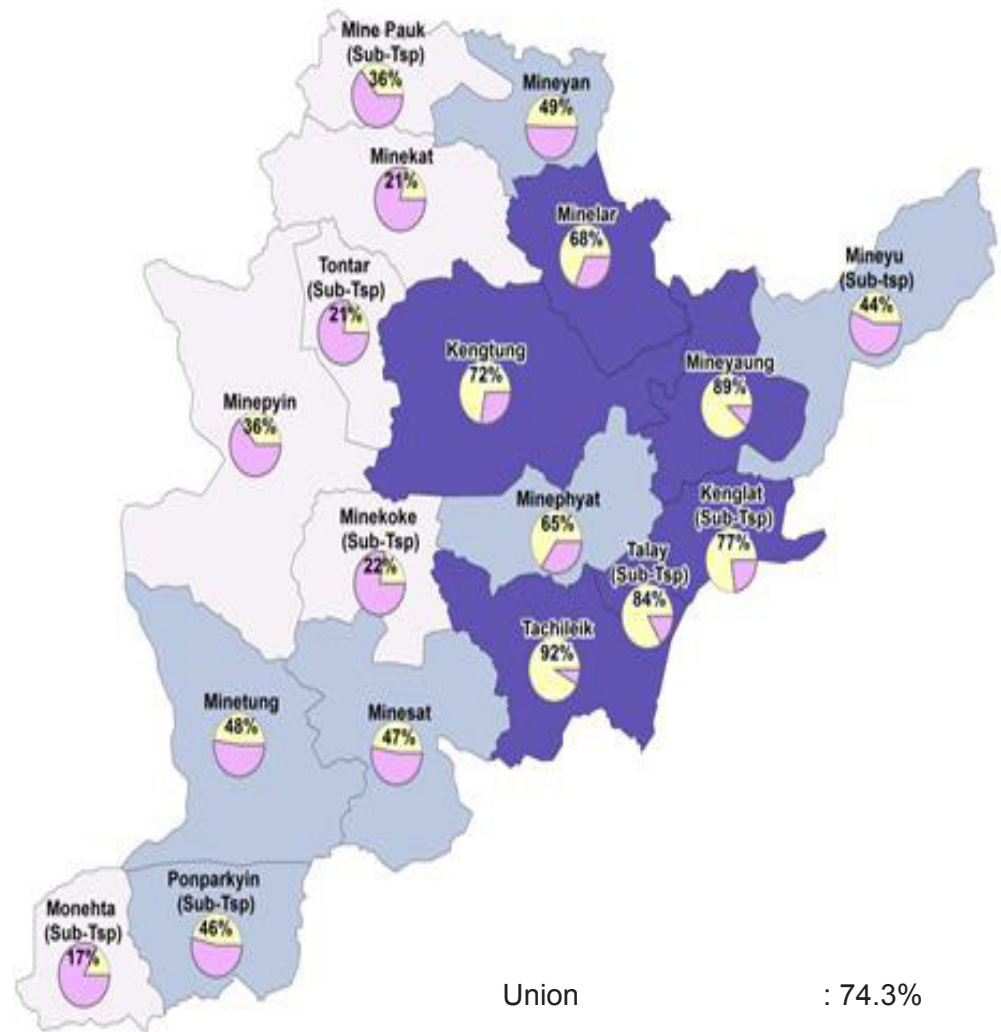 Mine Pauk
(Sub-Tsp)
36%
Mineyan
49%
Minekat
21%
Minelar
68%
Mineyu
(Sub-tsp)
44%
Tontar
(Sub-Tsp)
21%
Kengtung
72%
Mineyaung
89%
Minepyin
36%
Minephyat
65%
Kenglat
(Sub-Tsp)
77%
Minekoke
(Sub-Tsp)
22%
Talay
(Sub-Tsp)
84%
Tachileik
92%
Minetung
48%
Minesat
47%
Ponparkyin
(Sub-Tsp)
46%
Monehta
(Sub-Tsp)
17%
Union : 74.3%